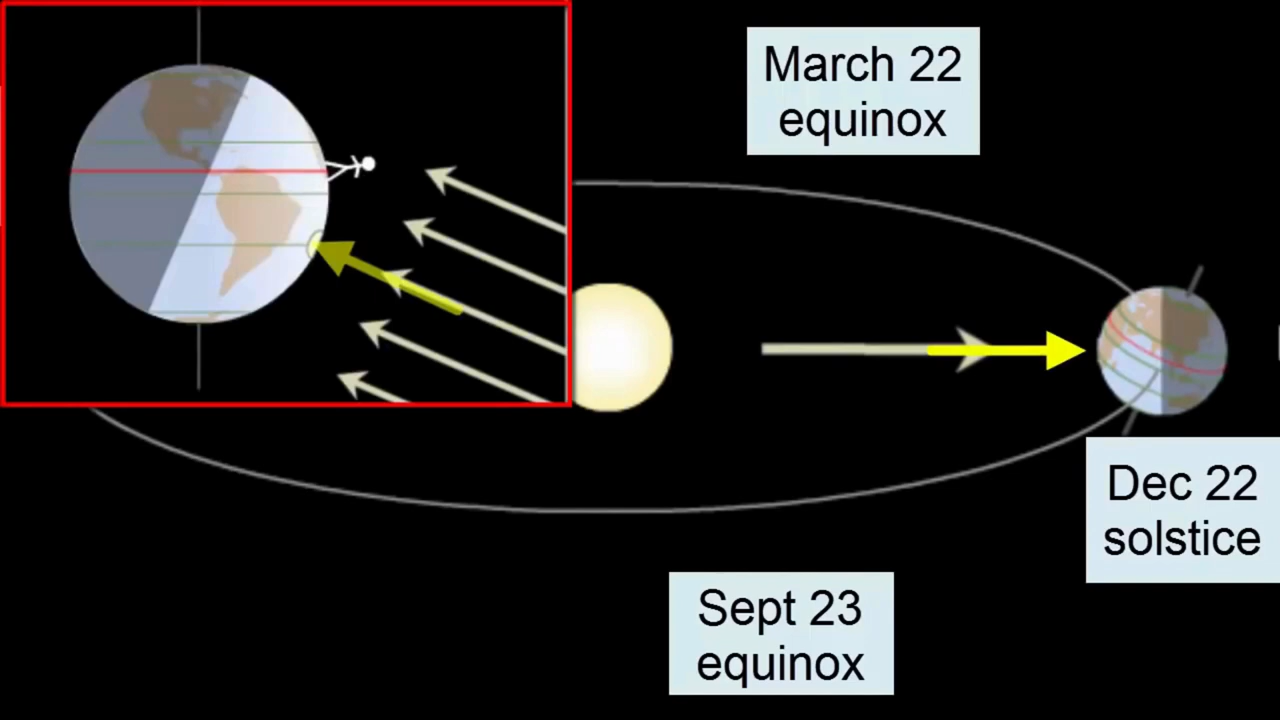 March 22
equinox
Dec 22
solstice
Sept 23
equinox